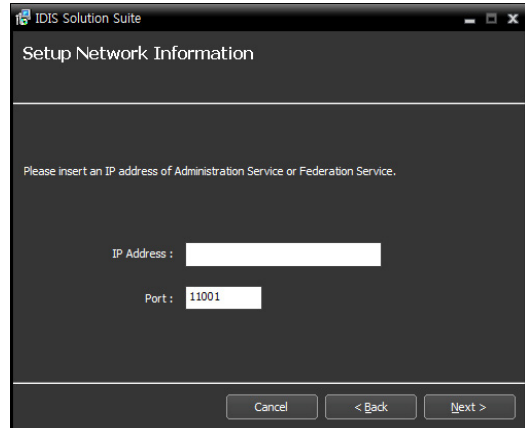 IDIS Solution Suite
Setup Network Information
Please insert an IP address of Administration Service or Federation Service.
IP Address :
Port : 11001
Cancel < Back Next >